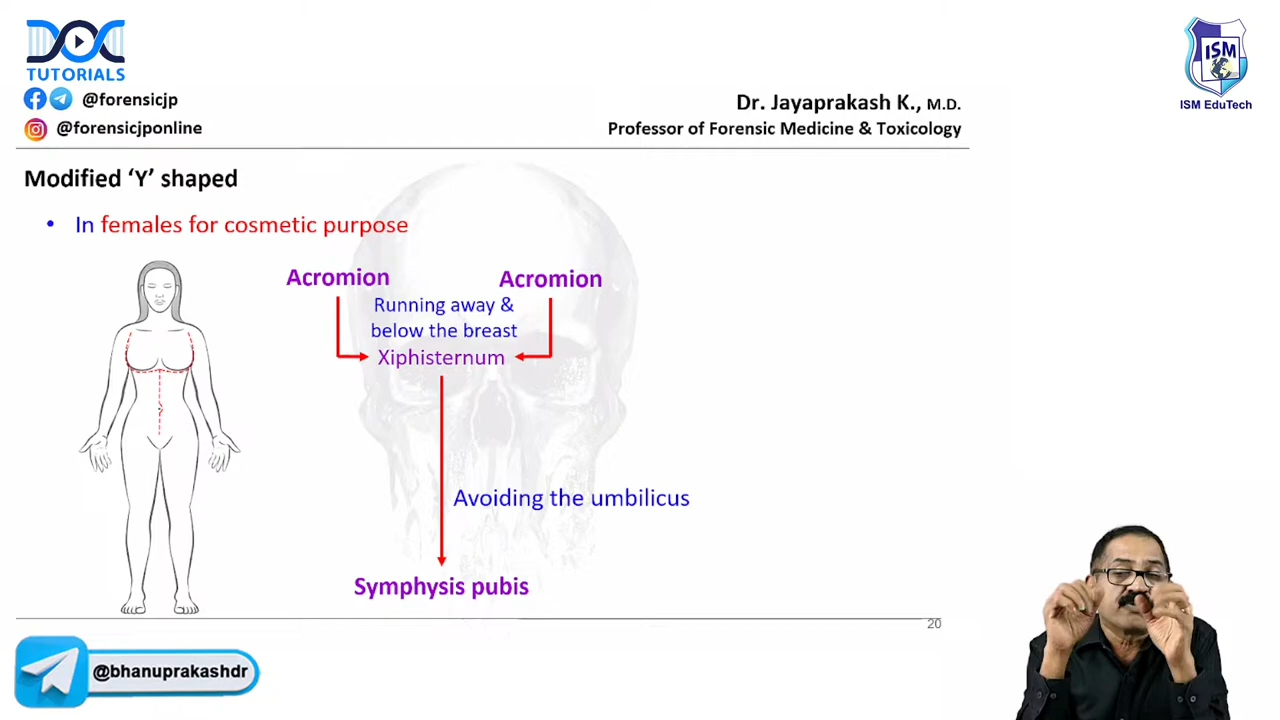 DOC
TUTORIALS
@forensicjp
@forensicjponline
ISM
ISM EduTech
Dr. Jayaprakash K., M.D.
Professor of Forensic Medicine & Toxicology
Modified ‘Y’ shaped
• In females for cosmetic purpose
Acromion
Acromion
Running away &
below the breast
Xiphisternum
Avoiding the umbilicus
Symphysis pubis
20
@bhanuprakashdr